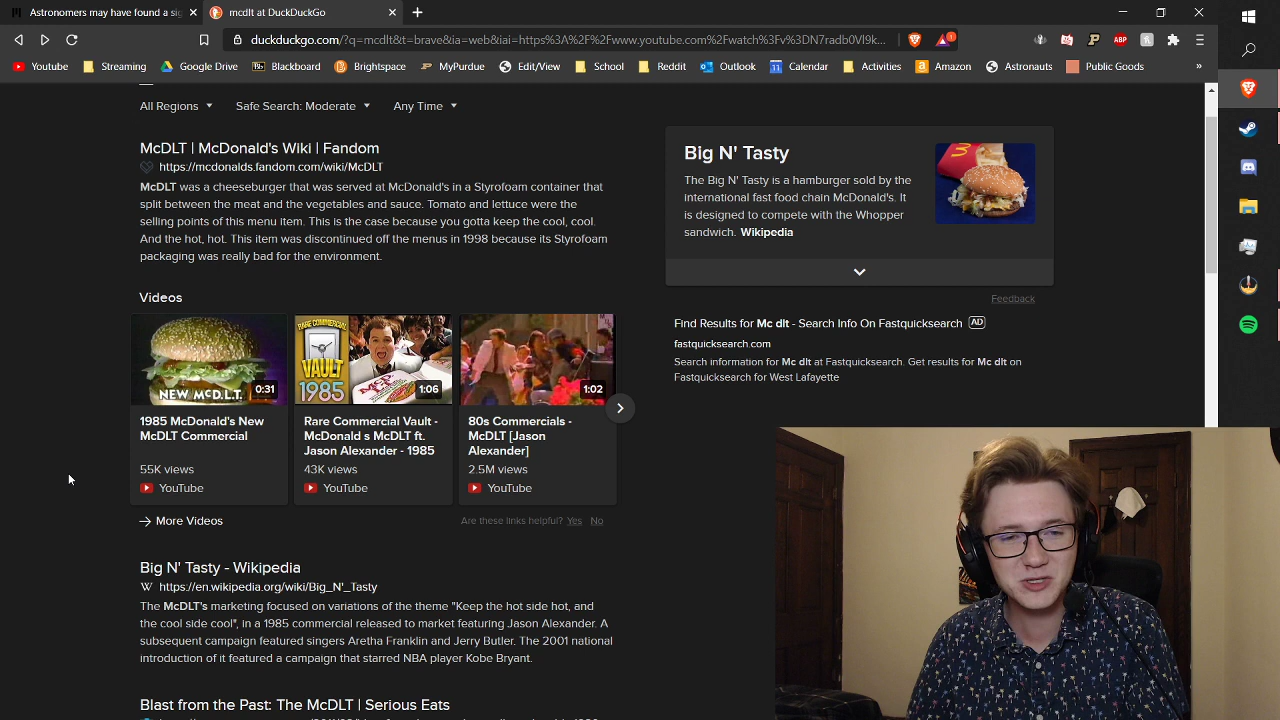 Astronomers may have found a sig
mcdlt at DuckDuckGo
duckduckgo.com/?q=mcdlt&t=brave&ia=web&iai=https%3A%2F%2Fwww.youtube.com%2Fwatch%3Fv%3DN7radb0VI9k...
1
ABP
Youtube Streaming Google Drive Blackboard Brightspace MyPurdue Edit/View School Reddit Outlook Calendar Activities Amazon Astronauts Public Goods »
All Regions Safe Search: Moderate Any Time
McDLT | McDonald's Wiki | Fandom
https://mcdonalds.fandom.com/wiki/McDLT
McDLT was a cheeseburger that was served at McDonald's in a Styrofoam container that
split between the meat and the vegetables and sauce. Tomato and lettuce were the
selling points of this menu item. This is the case because you gotta keep the cool, cool.
And the hot, hot. This item was discontinued off the menus in 1998 because its Styrofoam
packaging was really bad for the environment.
Videos
NEW McD.L.T.
0:31
1985 McDonald's New
McDLT Commercial
55K views
YouTube
RARE COMMERCIAL
VAULT
1985
1:06
Rare Commercial Vault -
McDonald s McDLT ft.
Jason Alexander - 1985
43K views
YouTube
1:02
80s Commercials -
McDLT [Jason
Alexander]
2.5M views
YouTube
More Videos
Are these links helpful? Yes No
Big N' Tasty - Wikipedia
W https://en.wikipedia.org/wiki/Big_N'_Tasty
The McDLT's marketing focused on variations of the theme "Keep the hot side hot, and
the cool side cool", in a 1985 commercial released to market featuring Jason Alexander. A
subsequent campaign featured singers Aretha Franklin and Jerry Butler. The 2001 national
introduction of it featured a campaign that starred NBA player Kobe Bryant.
Blast from the Past: The McDLT | Serious Eats
Big N' Tasty
The Big N' Tasty is a hamburger sold by the
international fast food chain McDonald's. It
is designed to compete with the Whopper
sandwich. Wikipedia
Feedback
Find Results for Mc dlt - Search Info On Fastquicksearch AD
fastquicksearch.com
Search information for Mc dlt at Fastquicksearch. Get results for Mc dlt on
Fastquicksearch for West Lafayette